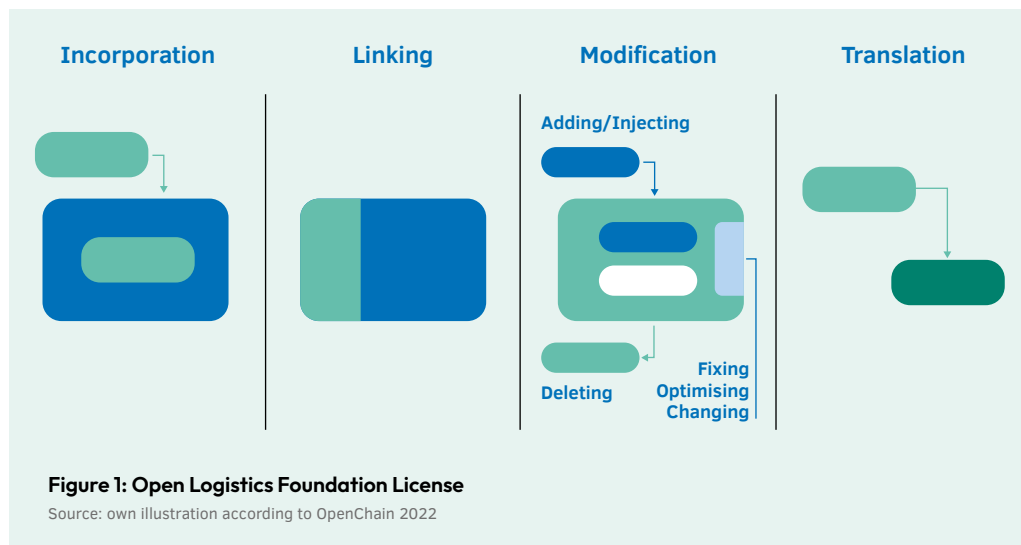 Incorporation
Linking
Modification
Translation
Adding/Injecting
Deleting
Fixing
Optimising
Changing
Figure 1: Open Logistics Foundation License
Source: own illustration according to OpenChain 2022